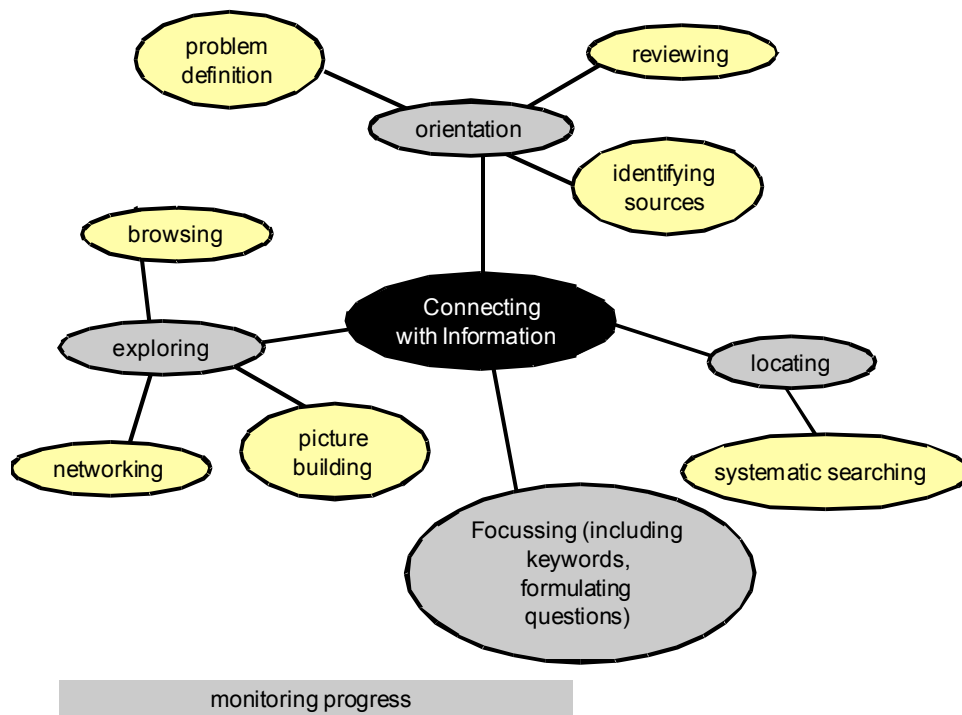 problem
definition
reviewing
orientation
identifying
sources
browsing
Connecting
with Information
exploring
locating
picture
building
networking
systematic searching
Focussing (including
keywords,
formulating
questions)
monitoring progress